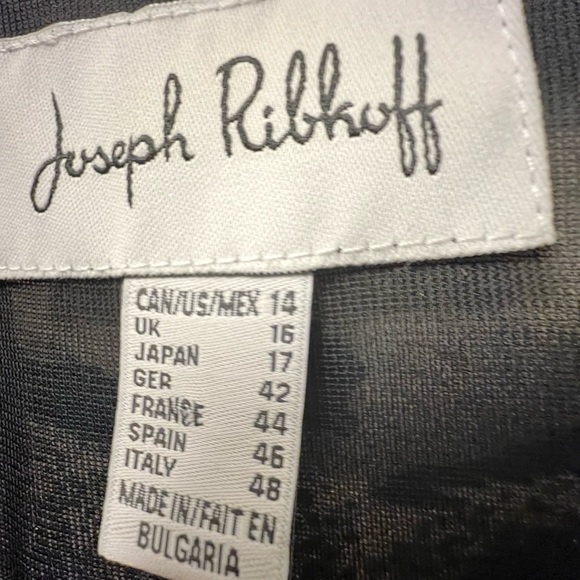 Joseph Ribkoff
CAN/US/MEX 14
UK 16
JAPAN 17
GER 42
FRANCE 44
SPAIN 46
ITALY 48
MADE IN/FAIT EN
BULGARIA